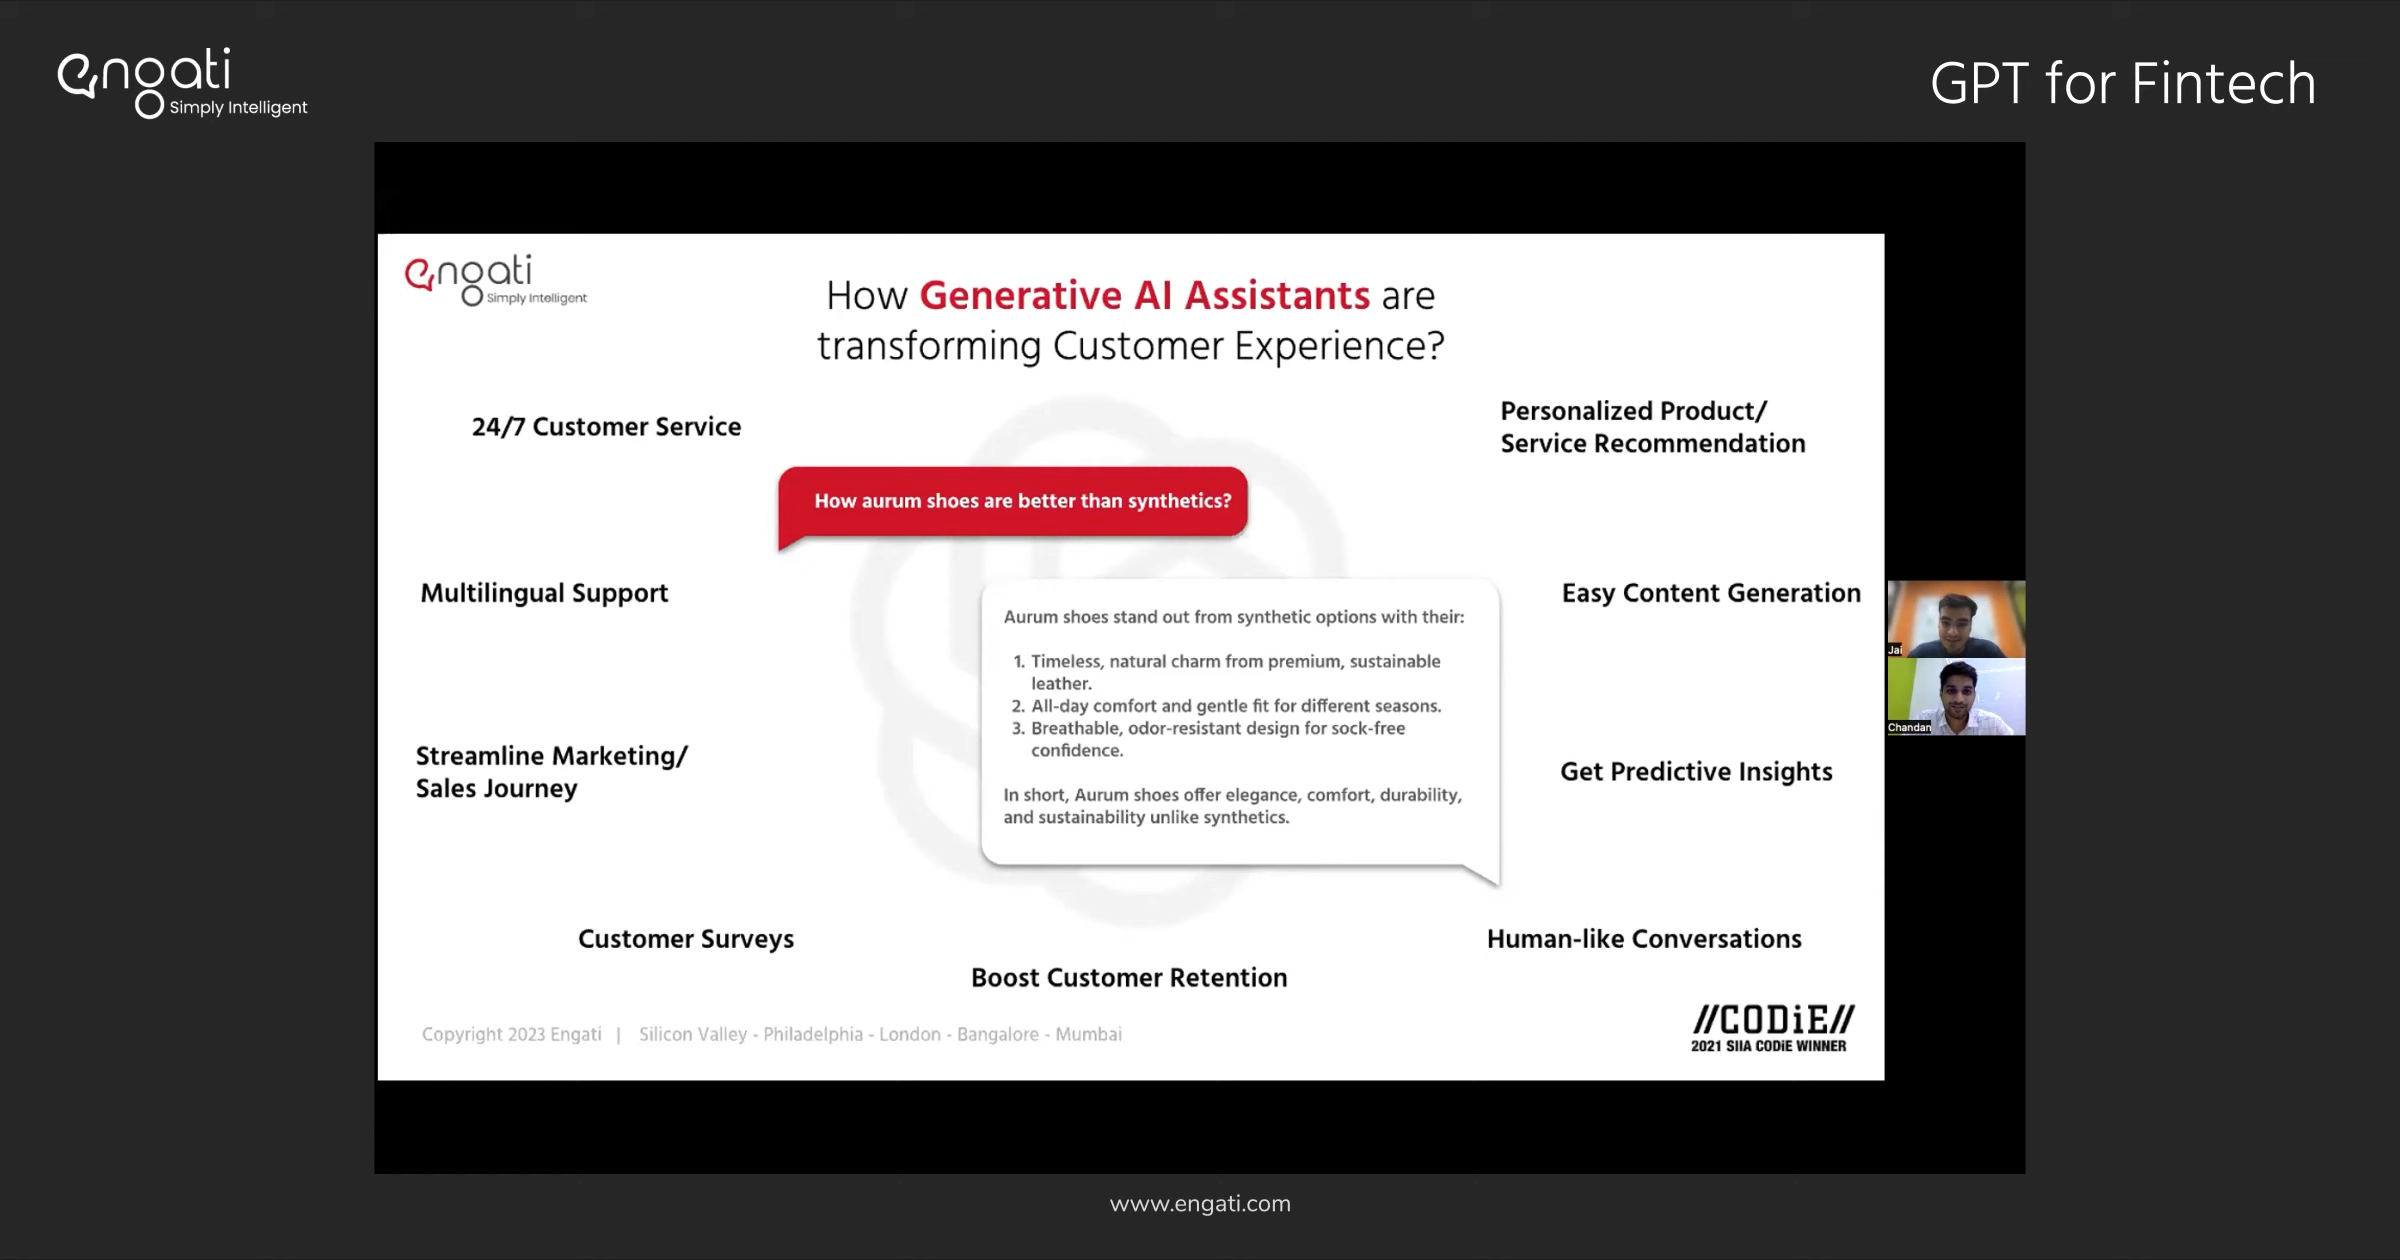 engati
Simply Intelligent
GPT for Fintech
engati
Simply Intelligent
How Generative AI Assistants are
transforming Customer Experience?
24/7 Customer Service
Personalized Product/
Service Recommendation
How aurum shoes are better than synthetics?
Multilingual Support
Easy Content Generation
Aurum shoes stand out from synthetic options with their:
1. Timeless, natural charm from premium, sustainable
leather.
2. All-day comfort and gentle fit for different seasons.
3. Breathable, odor-resistant design for sock-free
confidence.
In short, Aurum shoes offer elegance, comfort, durability,
and sustainability unlike synthetics.
Streamline Marketing/
Sales Journey
Get Predictive Insights
Jai
Chandan
Customer Surveys
Human-like Conversations
Boost Customer Retention
Copyright 2023 Engati | Silicon Valley - Philadelphia - London - Bangalore - Mumbai
//CODiE//
2021 SIIA CODiE WINNER
www.engati.com